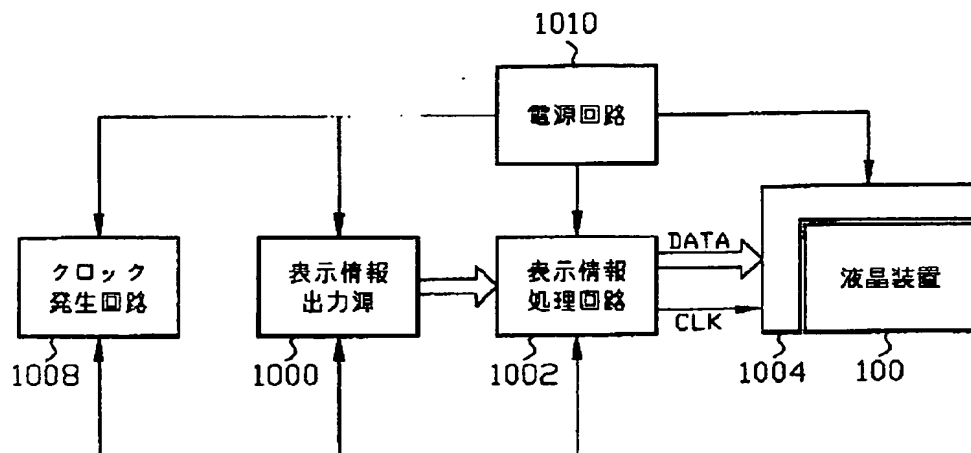 1010
電源回路
クロック
発生回路
表示情報
出力源
表示情報
処理回路
DATA
CLK
液晶装置
1008
1000
1002
1004
100